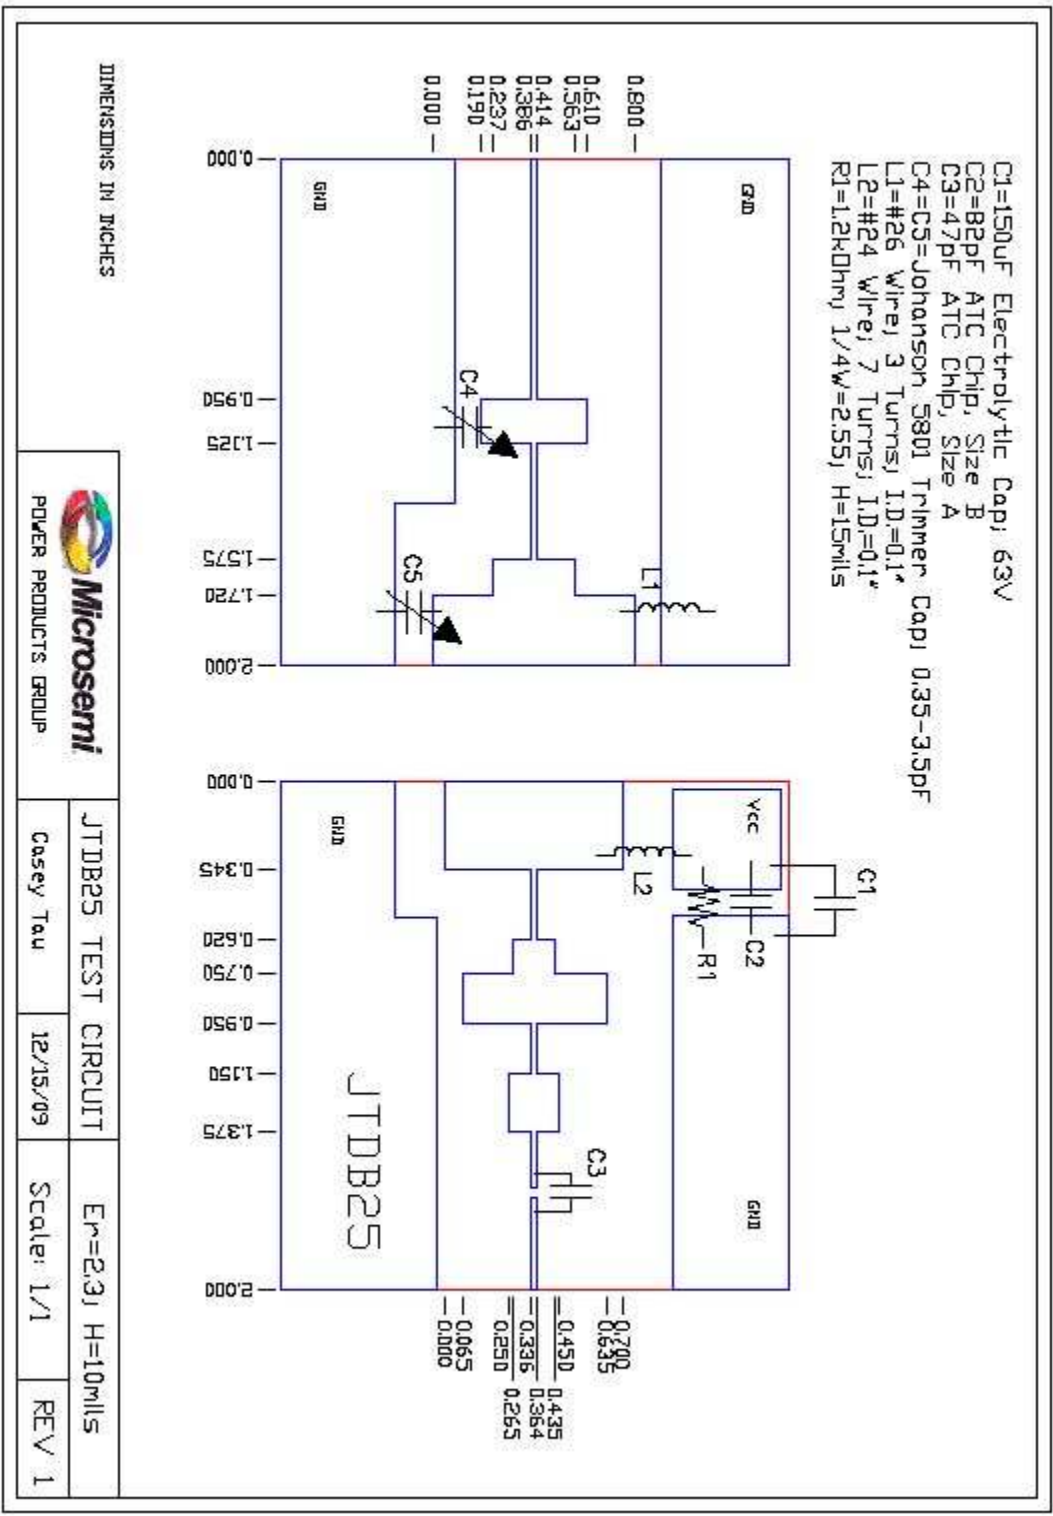 C1=150uF Electrolytic Cap; 63V
C2=82pF ATC Chip, Size B
C3=47pF ATC Chip, Size A
C4=C5=Johanson 5801 Trimmer Cap; 0.35-3.5pF
L1=#26 Wire; 3 Turns; I.D.=0.1"
L2=#24 Wire; 7 Turns; I.D.=0.1"
R1=1.2kOhm; 1/4W=2.55; H=15mils
0.800
0.610
0.563
0.414
0.386
0.237
0.190
0.000
GND
GND
L1
C4
C5
0.000
0.950
1.125
1.575
1.720
2.000
C1
Vcc
C2
R1
L2
GND
GND
C3
JTDB25
0.000
0.345
0.620
0.750
0.950
1.150
1.375
2.000
0.700
0.635
0.450
0.435
0.364
0.336
0.265
0.250
0.065
0.000
DIMENSIONS IN INCHES
Microsemi
POWER PRODUCTS GROUP
JTDB25 TEST CIRCUIT
Er=2.3; H=10mils
Casey Tau
12/15/09
Scale: 1/1
REV 1